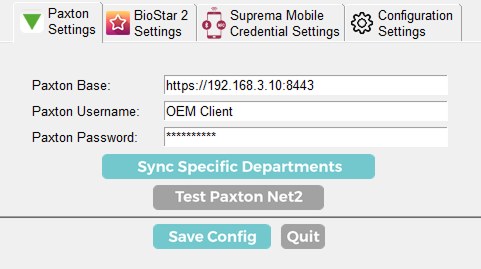 Paxton
Settings
BioStar 2
Settings
Suprema Mobile
Credential Settings
Configuration
Settings
Paxton Base: https://192.168.3.10:8443
Paxton Username: OEM Client
Paxton Password: **********
Sync Specific Departments
Test Paxton Net2
Save Config Quit